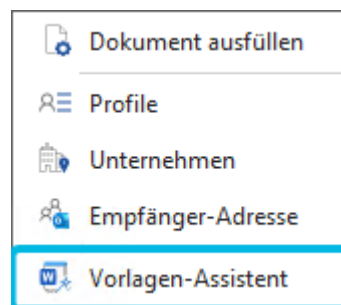 Dokument ausfüllen
Profile
Unternehmen
Empfänger-Adresse
Vorlagen-Assistent